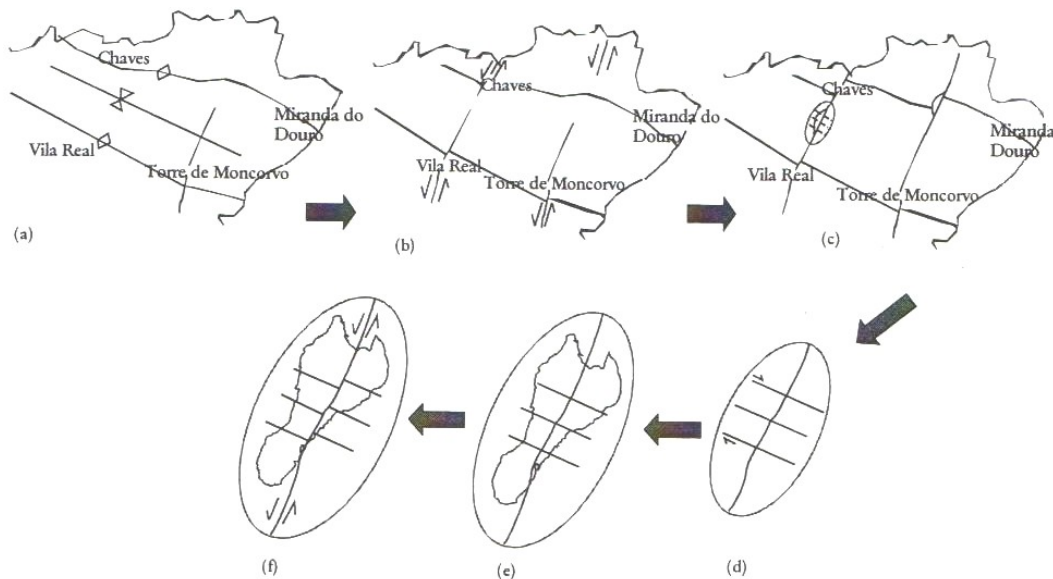 Chaves
Miranda do
Douro
Vila Real
Torre de Moncorvo
(a)
Chaves
Miranda do
Douro
Vila Real
Torre de Moncorvo
(b)
Chaves
Miranda do
Douro
Vila Real
Torre de Moncorvo
(c)
(f)
(e)
(d)